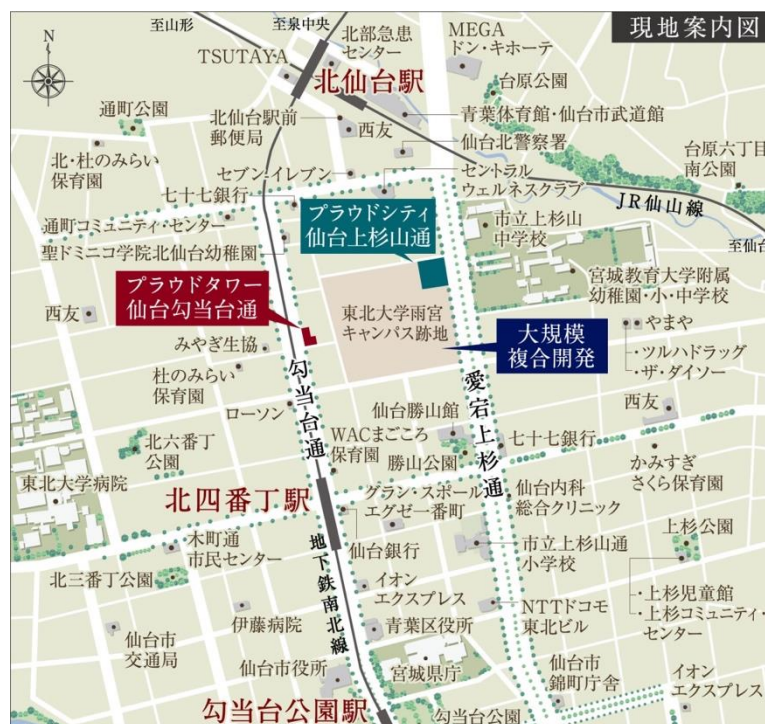 現地案内図
至山形
至泉中央
N
TSUTAYA
北部急患
センター
MEGA
ドン・キホーテ
北仙台駅
台原公園
通町公園
北仙台駅前
郵便局
西友
青葉体育館・仙台市武道館
仙台北警察署
北・杜のみらい
保育園
セブン-イレブン
セントラル
ウェルネスクラブ
台原六丁目
南公園
七十七銀行
JR仙山線
通町コミュニティ・センター
プラウドシティ
仙台上杉山通
市立上杉山
中学校
至仙台
聖ドミニコ学院北仙台幼稚園
プラウドタワー
仙台勾当台通
宮城教育大学附属
幼稚園・小・中学校
西友
東北大学雨宮
キャンパス跡地
大規模
複合開発
やまや
・ツルハドラッグ
・ザ・ダイソー
みやぎ生協
杜のみらい
保育園
勾当台通
愛宕上杉通
ローソン
仙台勝山館
西友
北六番丁
公園
WACまごころ
保育園
勝山公園
七十七銀行
かみすぎ
さくら保育園
東北大学病院
北四番丁駅
グラン・スポール
エグゼ一番町
仙台内科
総合クリニック
上杉公園
木町通
市民センター
仙台銀行
市立上杉山通
小学校
北三番丁公園
地下鉄南北線
イオン
エクスプレス
・上杉児童館
・上杉コミュニティ・
センター
仙台市
交通局
伊藤病院
青葉区役所
NTTドコモ
東北ビル
仙台市役所
宮城県庁
仙台市
錦町庁舎
イオン
エクスプレス
勾当台公園駅
勾当台公園